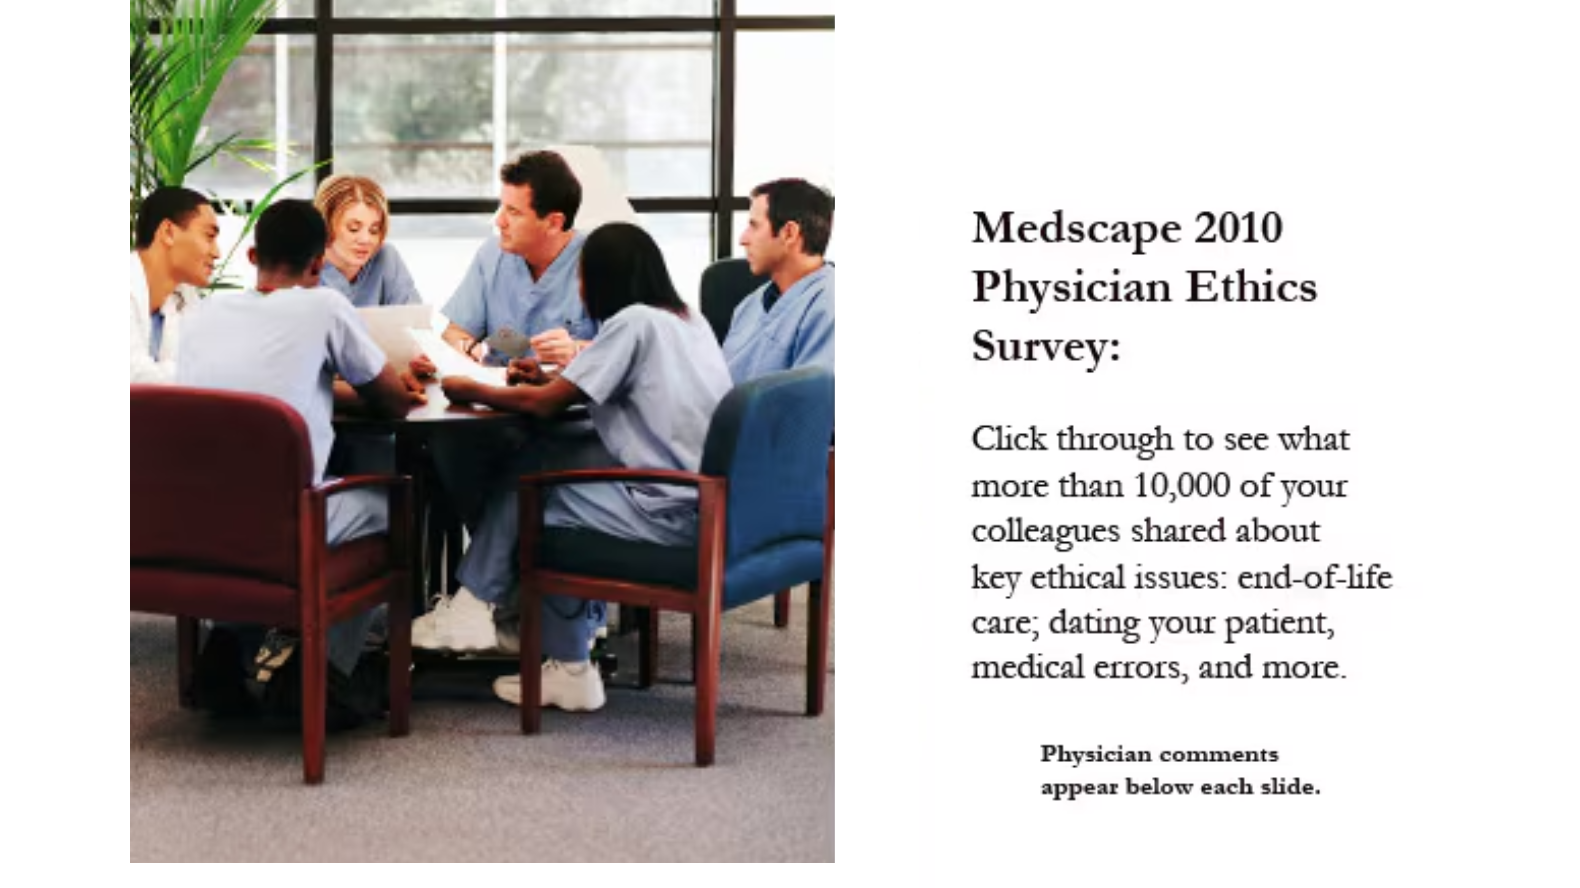 Medscape 2010
Physician Ethics
Survey:
Click through to see what
more than 10,000 of your
colleagues shared about
key ethical issues: end-of-life
care; dating your patient,
medical errors, and more.
Physician comments
appear below each slide.